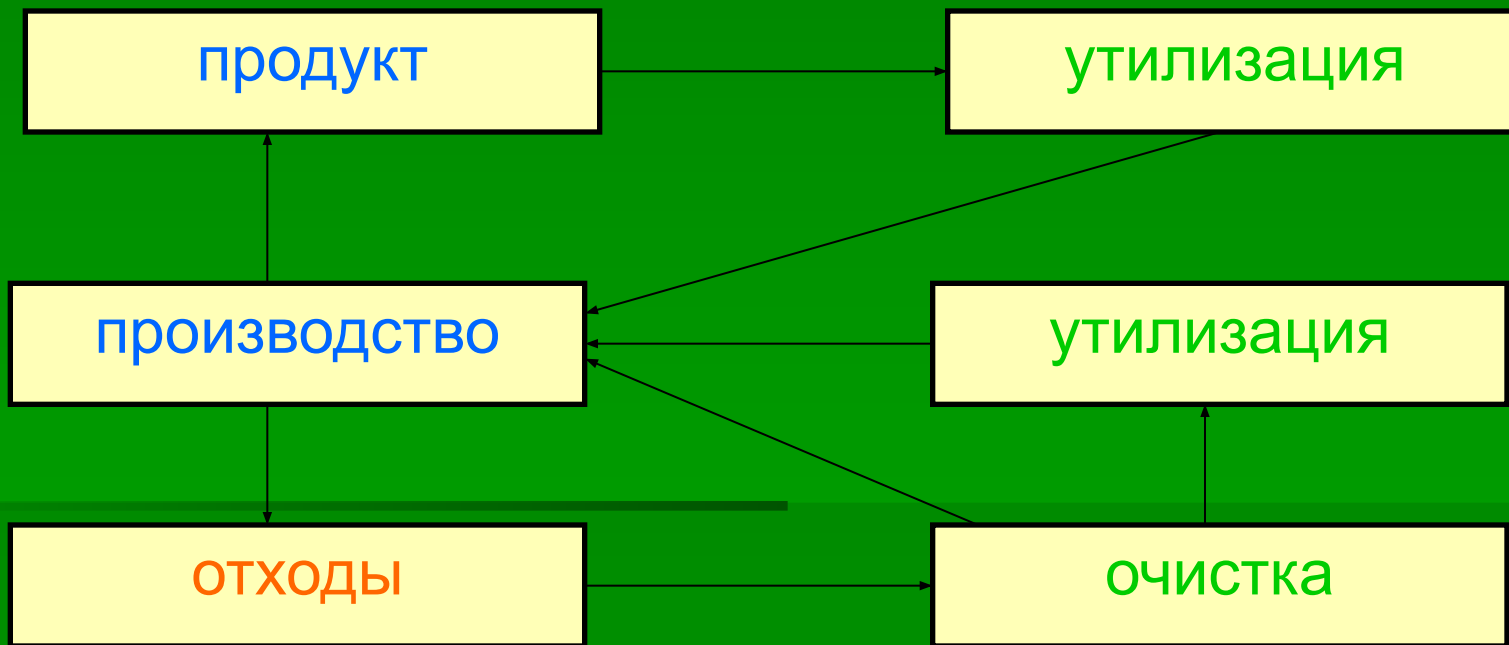 продукт
утилизация
производство
утилизация
отходы
очистка